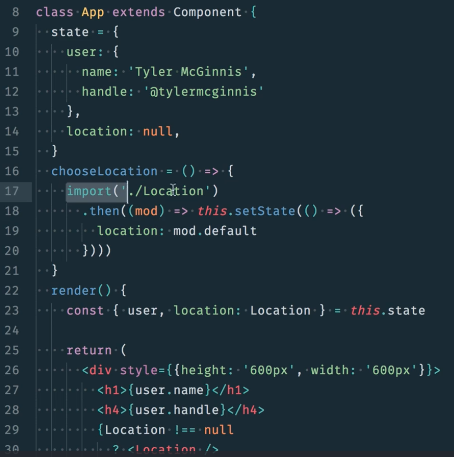 8 class App extends Component {
9 state = {
10 user: {
11 name: 'Tyler McGinnis',
12 handle: '@tylermcginnis'
13 },
14 location: null,
15 }
16 chooseLocation = () => {
17 import('./Location')
18 .then((mod) => this.setState(() => ({
19 location: mod.default
20 })))
21 }
22 render() {
23 const { user, location: Location } = this.state
24
25 return (
26 <div style={{height: '600px', width: '600px'}}>
27 <h1>{user.name}</h1>
28 <h4>{user.handle}</h4>
29 {Location !== null
30 ? <Location />